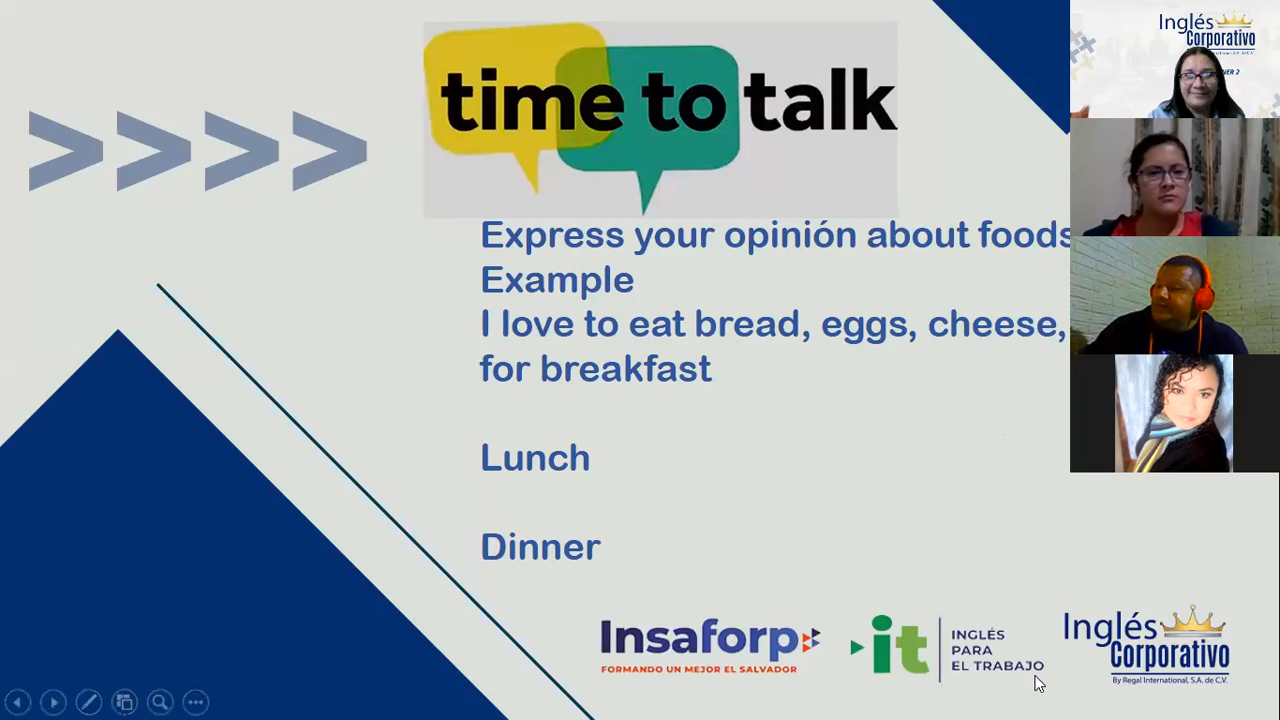 time to talk
Express your opinión about foods
Example
I love to eat bread, eggs, cheese,
for breakfast
Lunch
Dinner
Insaforp
FORMANDO UN MEJOR EL SALVADOR
it
INGLÉS
PARA
EL TRABAJO
Inglés
Corporativo
By Regal International, S.A. de C.V.
Inglés
Corporativo